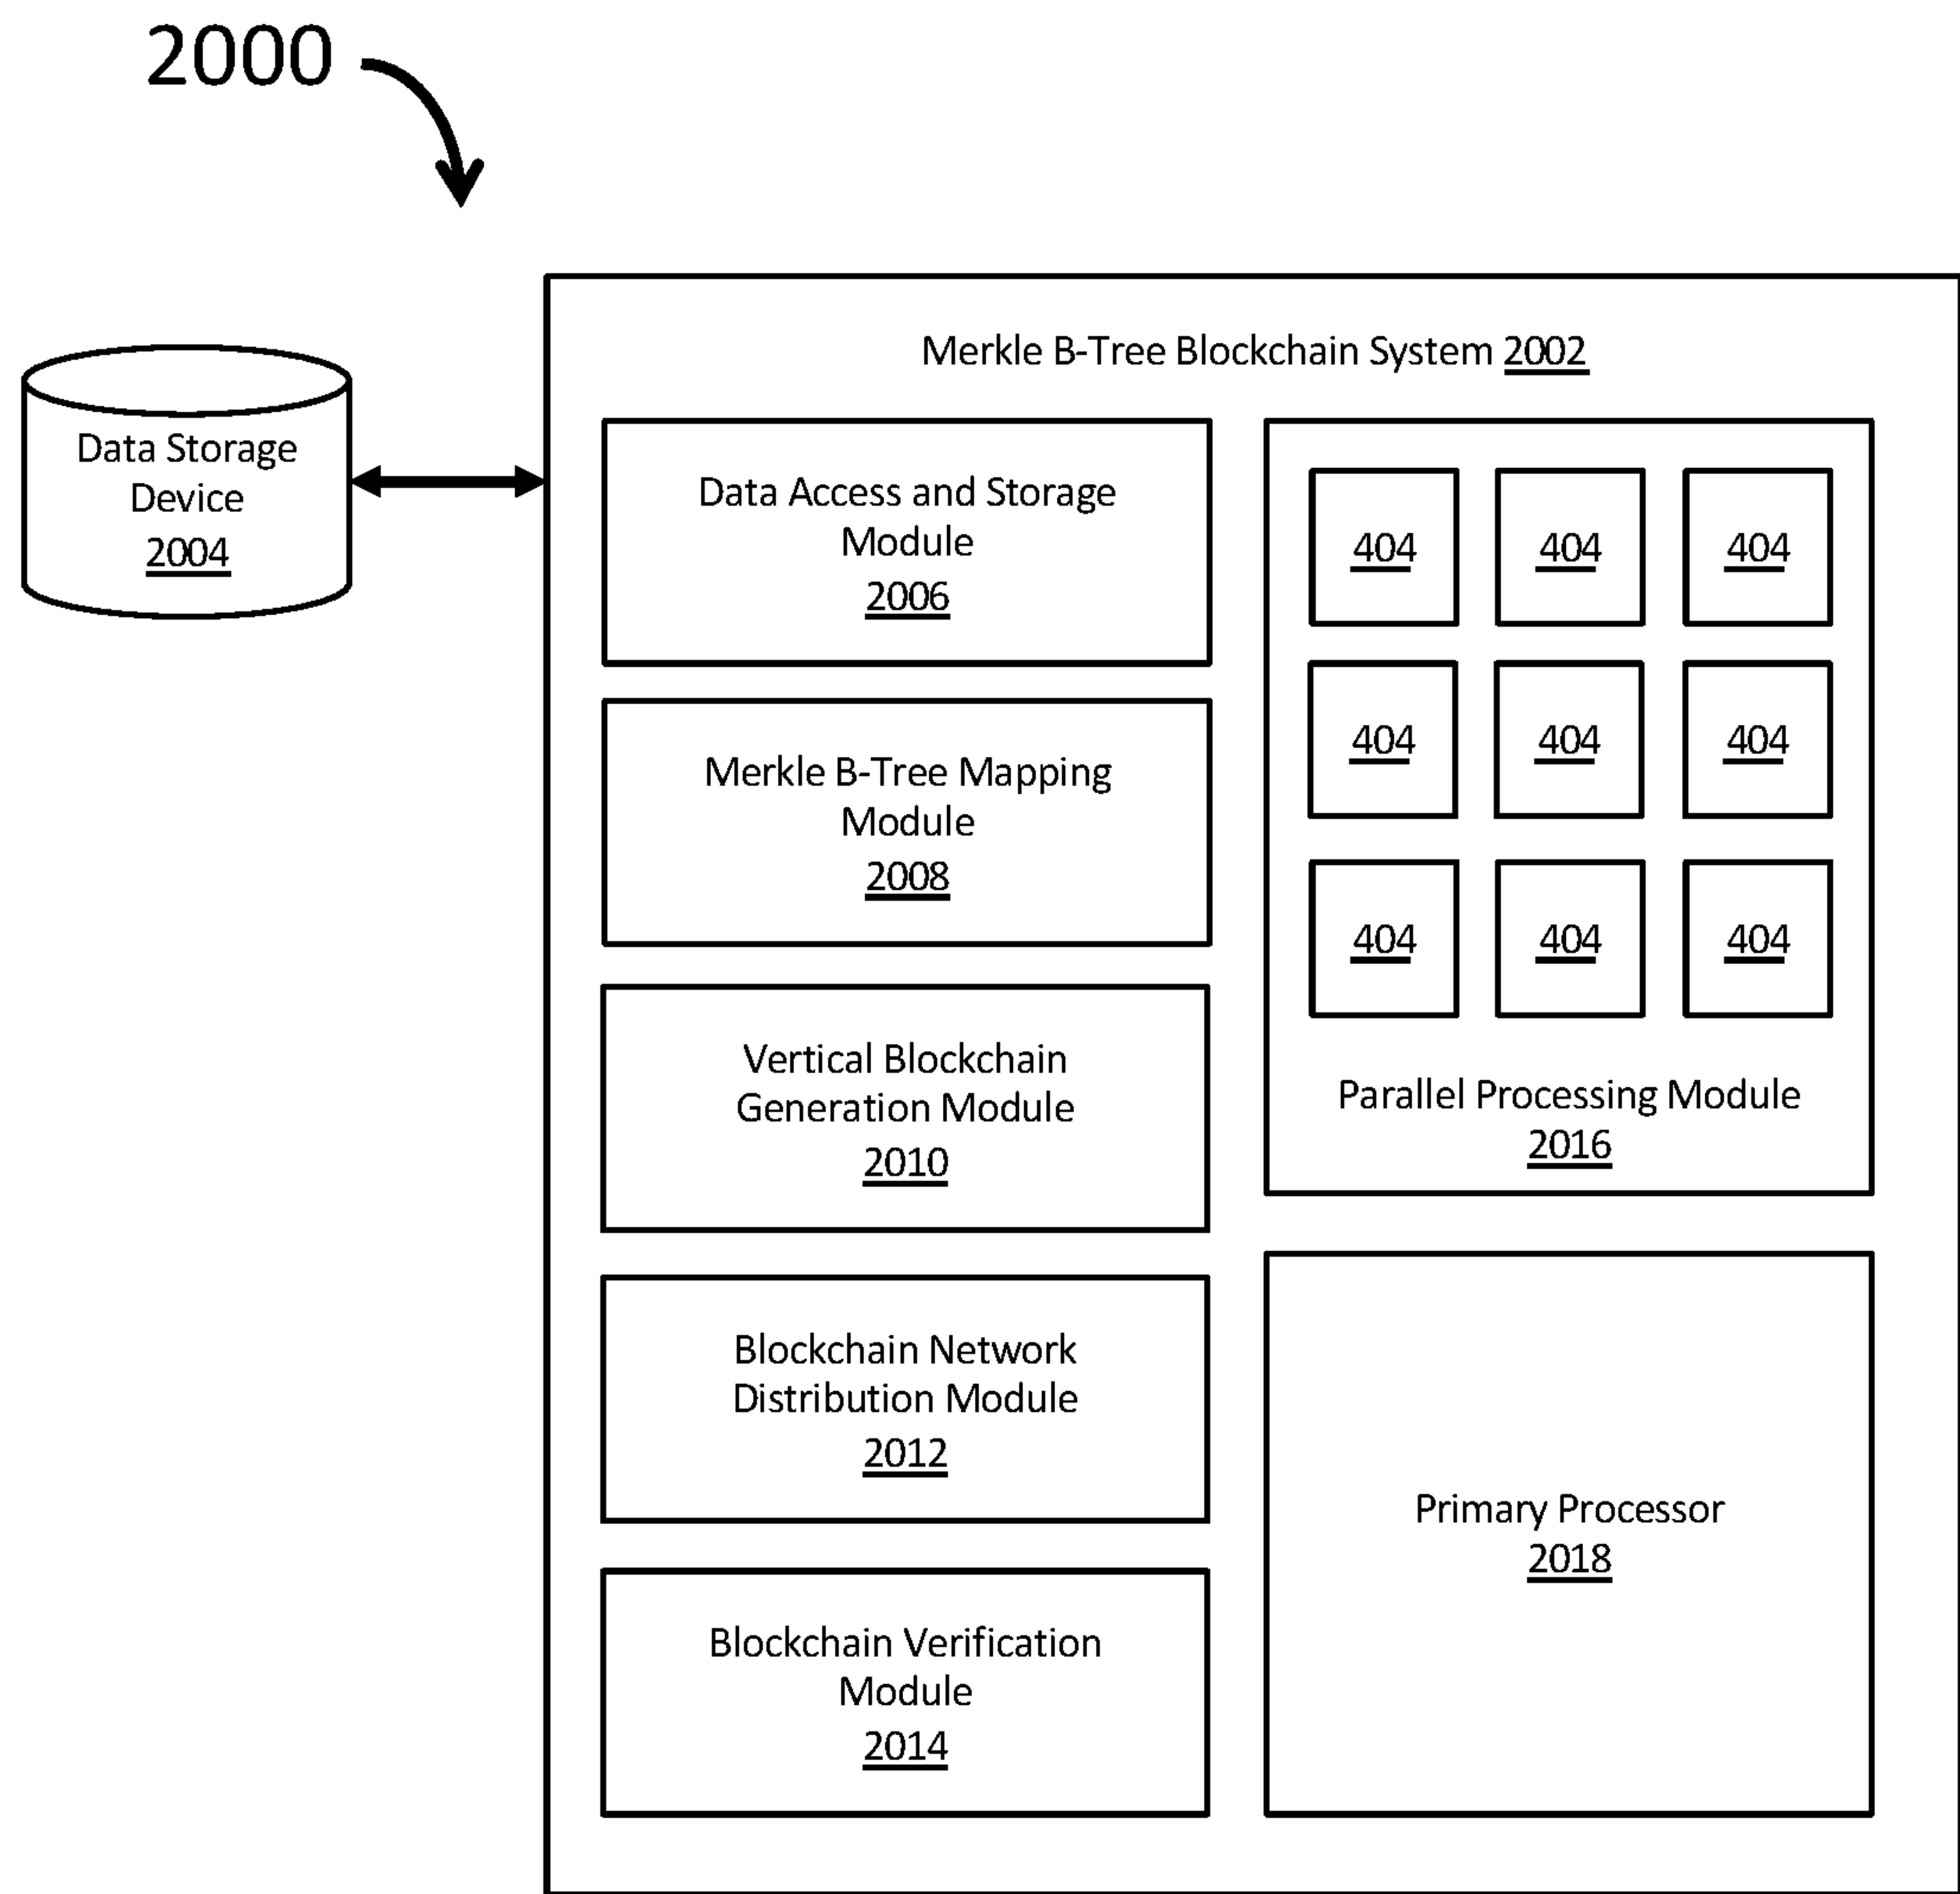 2000
Merkle B-Tree Blockchain System 2002
Data Storage
Device
2004
Data Access and Storage
Module
2006
Merkle B-Tree Mapping
Module
2008
Vertical Blockchain
Generation Module
2010
Blockchain Network
Distribution Module
2012
Blockchain Verification
Module
2014
404 404 404
404 404 404
404 404 404
Parallel Processing Module
2016
Primary Processor
2018